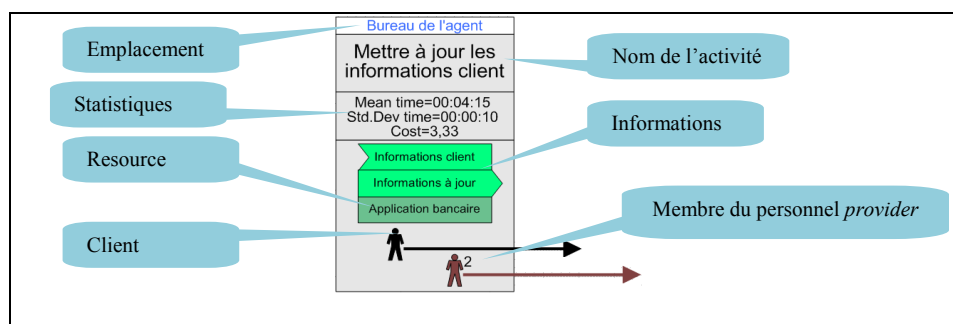 Bureau de l'agent
Emplacement
Mettre à jour les
informations client
Nom de l'activité
Statistiques
Mean time=00:04:15
Std.Dev time=00:00:10
Cost=3,33
Informations
Resource
Informations client
Informations à jour
Application bancaire
Membre du personnel provider
Client
2